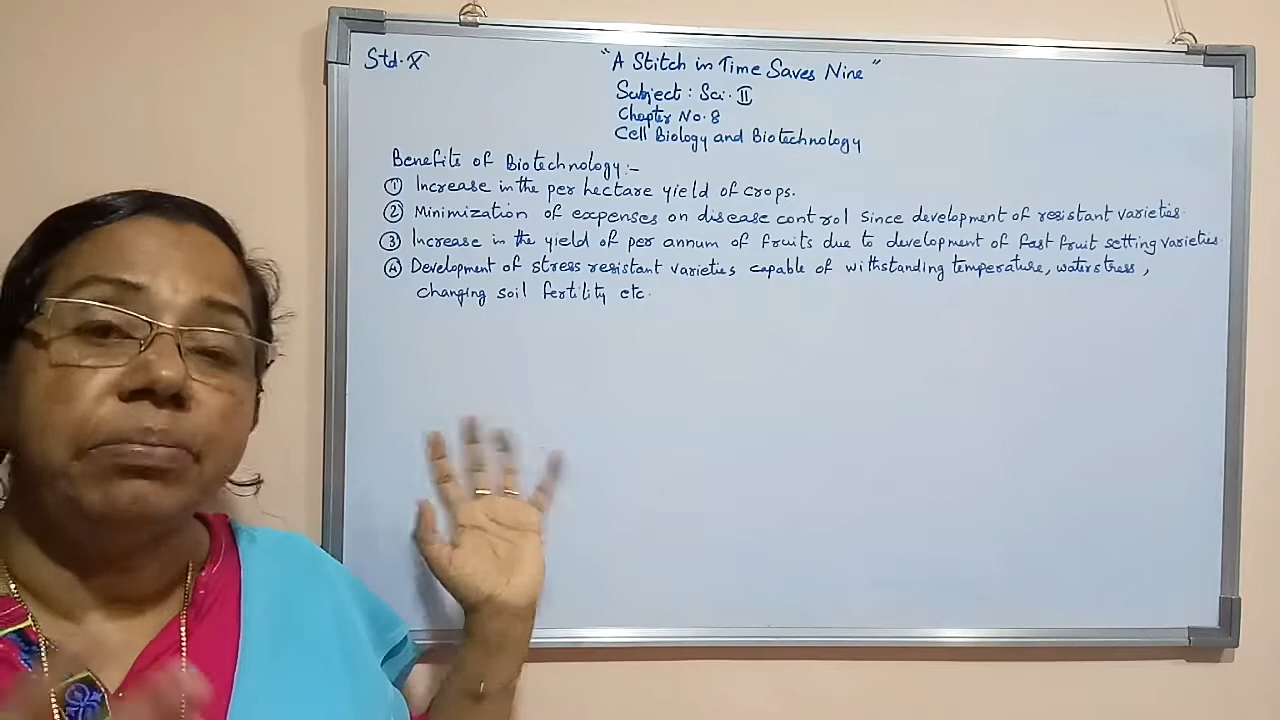 Std. X
"A Stitch in Time Saves Nine"
Subject : Sci. II
Chapter No. 8
Cell Biology and Biotechnology
Benefits of Biotechnology :-
① Increase in the per hectare yield of crops.
② Minimization of expenses on disease control since development of resistant varieties.
③ Increase in the yield of per annum of fruits due to development of fast fruit setting varieties.
④ Development of stress resistant varieties capable of withstanding temperature, water stress,
changing soil fertility etc.